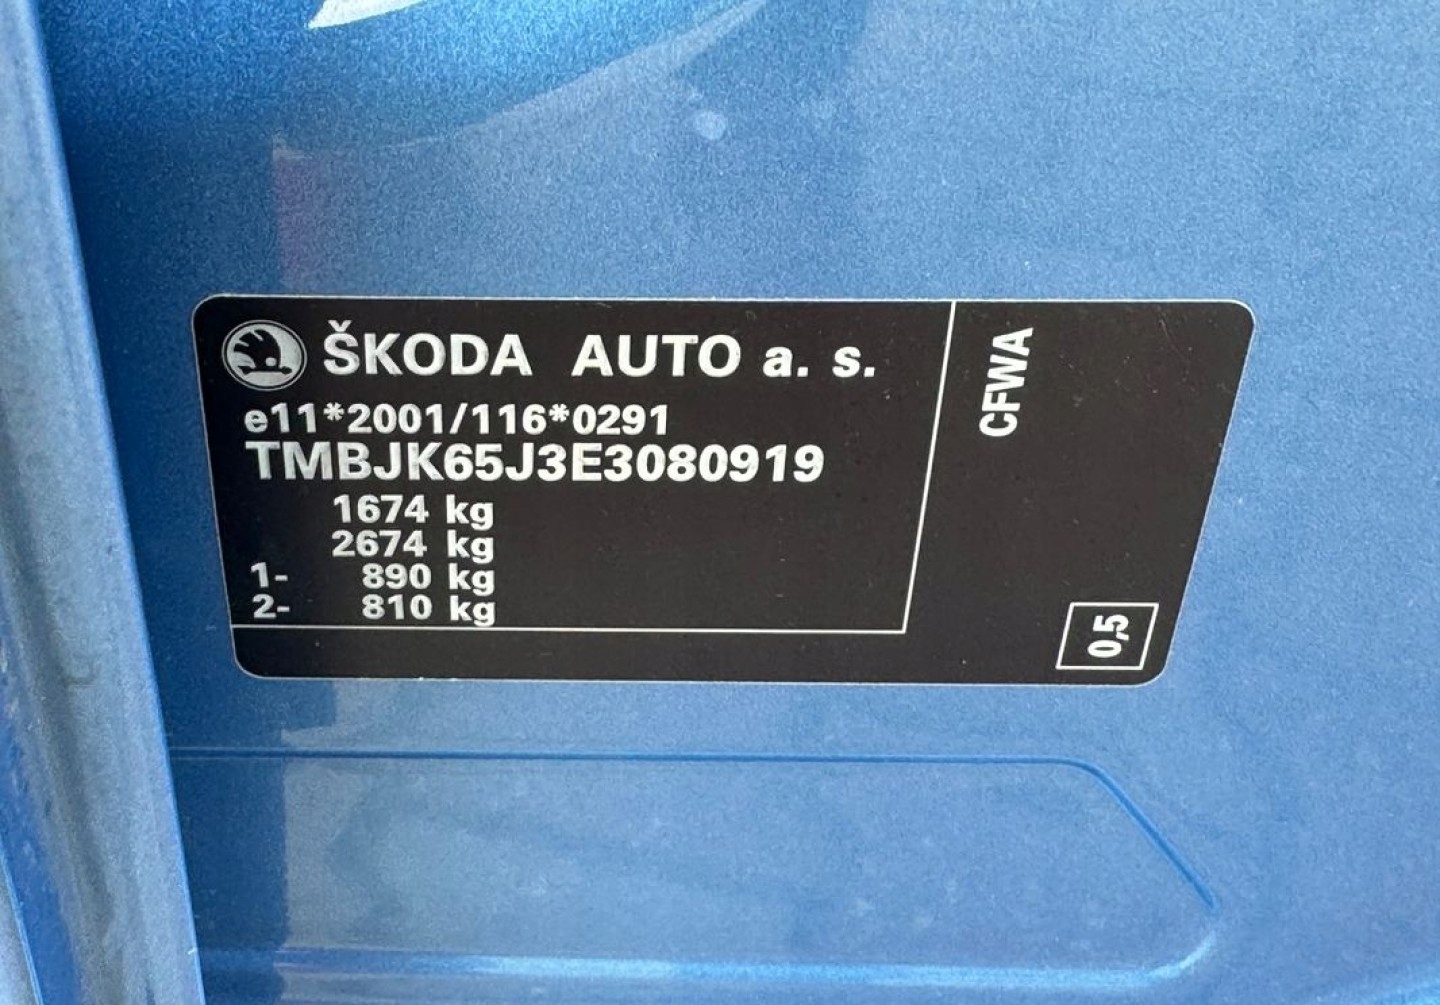 ŠKODA AUTO a. s.
e11*2001/116*0291
TMBJK65J3E3080919
1674 kg
2674 kg
1- 890 kg
2- 810 kg
CFWA
0,5